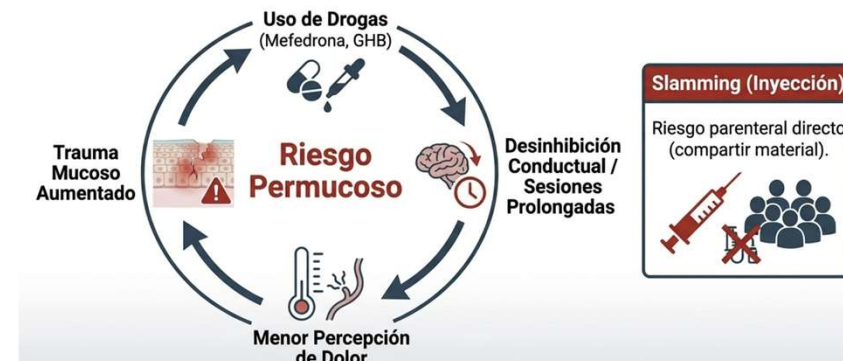 Uso de Drogas
(Mefedrona, GHB)
Riesgo
Permucoso
Desinhibición
Conductual /
Sesiones
Prolongadas
Menor Percepción
de Dolor
Trauma
Mucoso
Aumentado
Slamming (Inyección)
Riesgo parenteral directo
(compartir material).